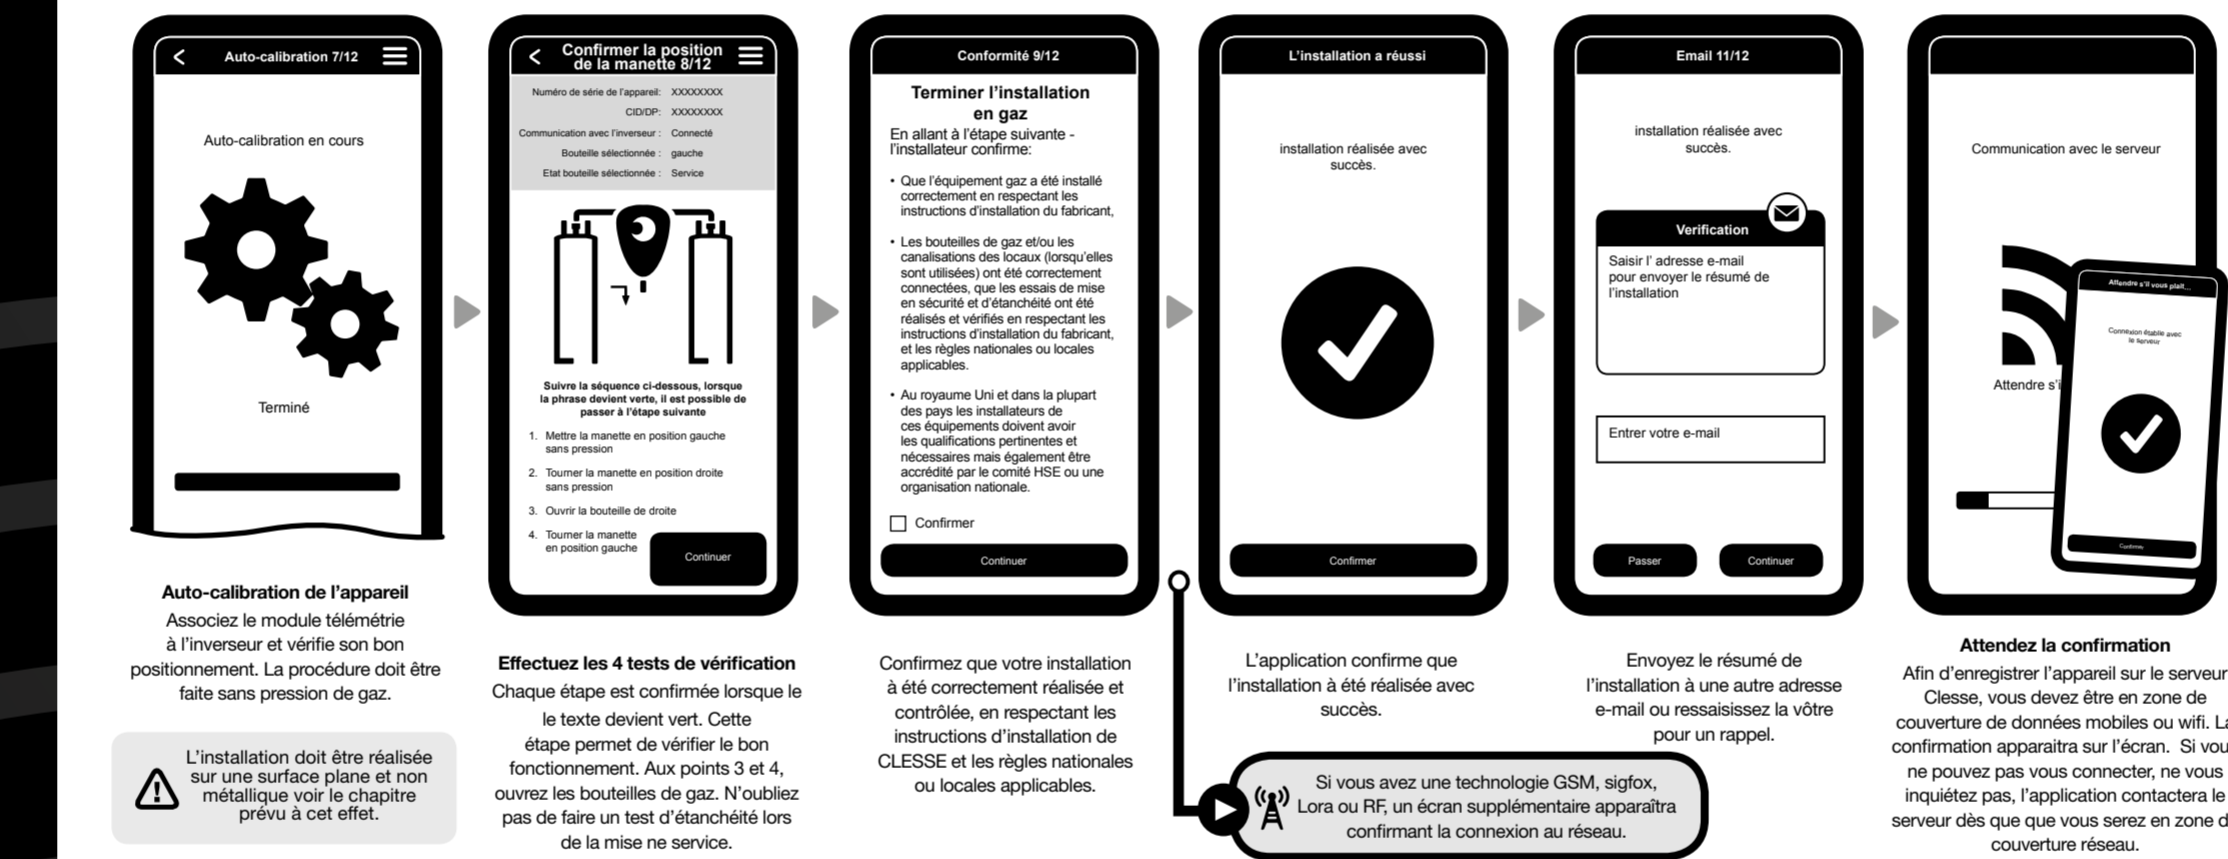 Auto-calibration 7/12
Auto-calibration en cours
Terminé
Auto-calibration de l'appareil
Associez le module télémétrie
à l'inverseur et vérifie son bon
positionnement. La procédure doit être
faite sans pression de gaz.
L'installation doit être réalisée
sur une surface plane et non
métallique voir le chapitre
prévu à cet effet.
Confirmer la position
de la manette 8/12
Numéro de série de l'appareil: XXXXXXXX
CID/DP: XXXXXXXX
Communication avec l'inverseur : Connecté
Bouteille sélectionnée : gauche
Etat bouteille sélectionnée : Service
Suivre la séquence ci-dessous, lorsque
la phrase devient verte, il est possible de
passer à l'étape suivante
1. Mettre la manette en position gauche
sans pression
2. Tourner la manette en position droite
sans pression
3. Ouvrir la bouteille de droite
4. Tourner la manette
en position gauche
Continuer
Effectuez les 4 tests de vérification
Chaque étape est confirmée lorsque le
le texte devient vert. Cette
étape permet de vérifier le bon
fonctionnement. Aux points 3 et 4,
ouvrez les bouteilles de gaz. N'oubliez
pas de faire un test d'étanchéité lors
de la mise ne service.
Conformité 9/12
Terminer l'installation
en gaz
En allant à l'étape suivante -
l'installateur confirme:
• Que l'équipement gaz a été installé
correctement en respectant les
instructions d'installation du fabricant,
• Les bouteilles de gaz et/ou les
canalisations des locaux (lorsqu'elles
sont utilisées) ont été correctement
connectées, que les essais de mise
en sécurité et d'étanchéité ont été
réalisés et vérifiés en respectant les
instructions d'installation du fabricant,
et les règles nationales ou locales
applicables.
• Au royaume Uni et dans la plupart
des pays les installateurs de
ces équipements doivent avoir
les qualifications pertinentes et
nécessaires mais également être
accrédité par le comité HSE ou une
organisation nationale.
Confirmer
Continuer
Confirmez que votre installation
à été correctement réalisée et
contrôlée, en respectant les
instructions d'installation de
CLESSE et les règles nationales
ou locales applicables.
L'installation a réussi
installation réalisée avec
succès.
Confirmer
L'application confirme que
l'installation à été réalisée avec
succès.
Si vous avez une technologie GSM, sigfox,
Lora ou RF, un écran supplémentaire apparaîtra
confirmant la connexion au réseau.
Email 11/12
installation réalisée avec
succès.
Verification
Saisir l' adresse e-mail
pour envoyer le résumé de
l'installation
Entrer votre e-mail
Passer
Continuer
Envoyez le résumé de
l'installation à une autre adresse
e-mail ou ressaisissez la vôtre
pour un rappel.
Communication avec le serveur
Attendre s'i
Attendre s'il vous plait...
Connexion établie avec
le serveur
Confirmer
Attendez la confirmation
Afin d'enregistrer l'appareil sur le serveur
Clesse, vous devez être en zone de
couverture de données mobiles ou wifi. La
confirmation apparaitra sur l'écran. Si vou
ne pouvez pas vous connecter, ne vous
inquiétez pas, l'application contactera le
serveur dès que que vous serez en zone d
couverture réseau.